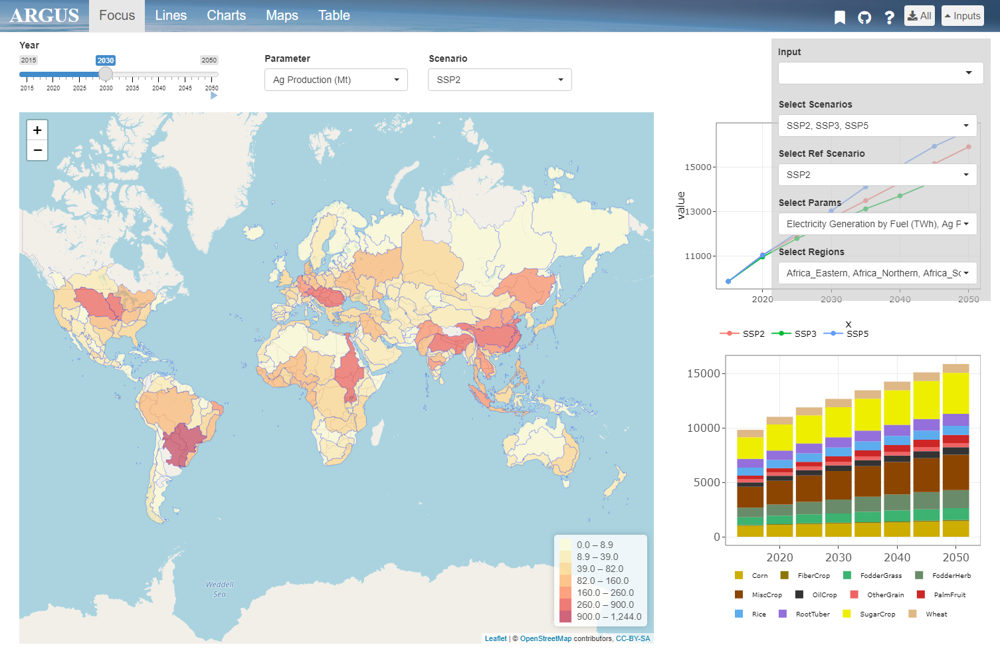 ARGUS Focus Lines Charts Maps Table All Inputs
Year
2015 2030 2050
2015 2020 2025 2030 2035 2040 2045 2050
Parameter
Ag Production (Mt)
Scenario
SSP2
Input
Select Scenarios
SSP2, SSP3, SSP5
Select Ref Scenario
SSP2
Select Params
Electricity Generation by Fuel (TWh), Ag P
Select Regions
Africa_Eastern, Africa_Northern, Africa_So
+
−
Weddell
Sea
0.0 – 8.9
8.9 – 39.0
39.0 – 82.0
82.0 – 160.0
160.0 – 260.0
260.0 – 900.0
900.0 – 1,244.0
Leaflet | © OpenStreetMap contributors, CC-BY-SA
value
15000
13000
11000
2020 2030 2040 2050
x
SSP2 SSP3 SSP5
15000
10000
5000
0
2020 2030 2040 2050
Corn FiberCrop FodderGrass FodderHerb
MiscCrop OilCrop OtherGrain PalmFruit
Rice RootTuber SugarCrop Wheat